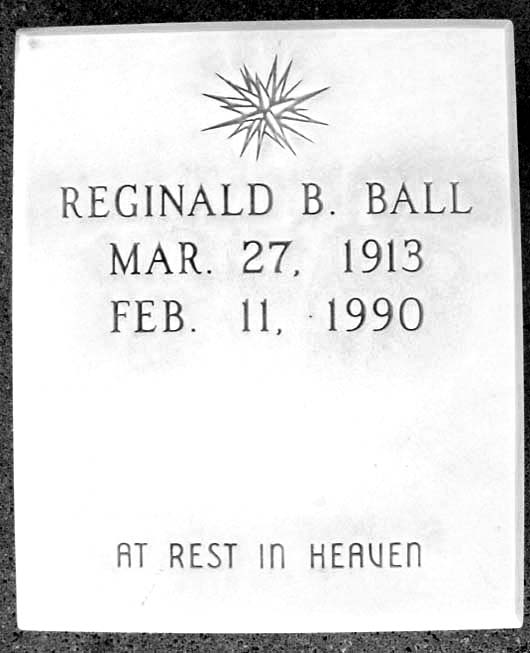 REGINALD B. BALL
MAR. 27, 1913
FEB. 11, 1990
AT REST IN HEAVEN